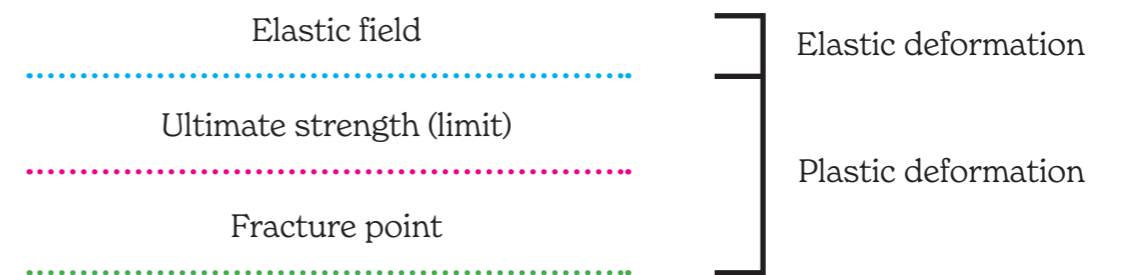 Elastic field
Elastic deformation
Ultimate strength (limit)
Plastic deformation
Fracture point